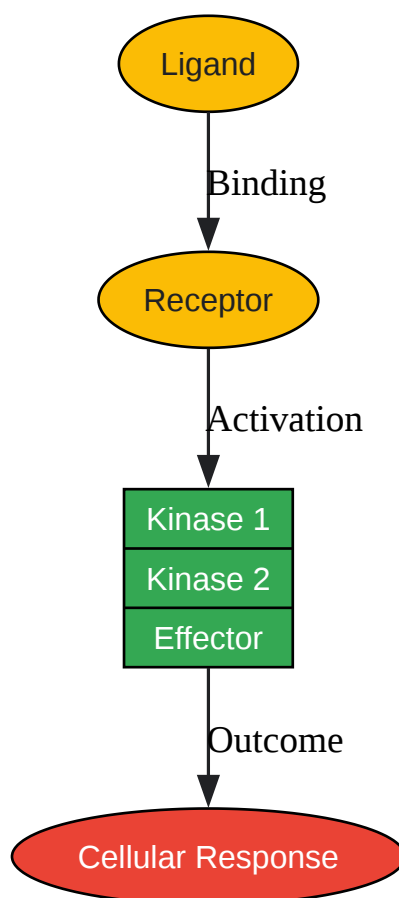 Ligand
Binding
Receptor
Activation
Kinase 1
Kinase 2
Effector
Outcome
Cellular Response